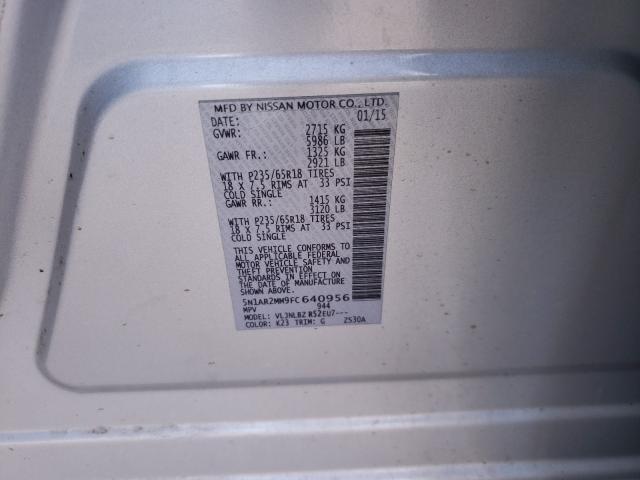 MFD BY NISSAN MOTOR CO., LTD.
DATE: 01/15
GVWR: 2715 KG
5986 LB
GAWR FR.: 1325 KG
2921 LB
WITH P235/65R18 TIRES
18 X 7.5 RIMS AT 33 PSI
COLD SINGLE
GAWR RR.: 1415 KG
3120 LB
WITH P235/65R18 TIRES
18 X 7.5 RIMS AT 33 PSI
COLD SINGLE
THIS VEHICLE CONFORMS TO
ALL APPLICABLE FEDERAL
MOTOR VEHICLE SAFETY AND
THEFT PREVENTION
STANDARDS IN EFFECT ON
THE DATE OF MANUFACTURE
SHOWN ABOVE.
5N1AR2MM9FC640956
MPV 944
MODEL: VLJNLBZ R52EU7---
COLOR: K23 TRIM: G ZS30A